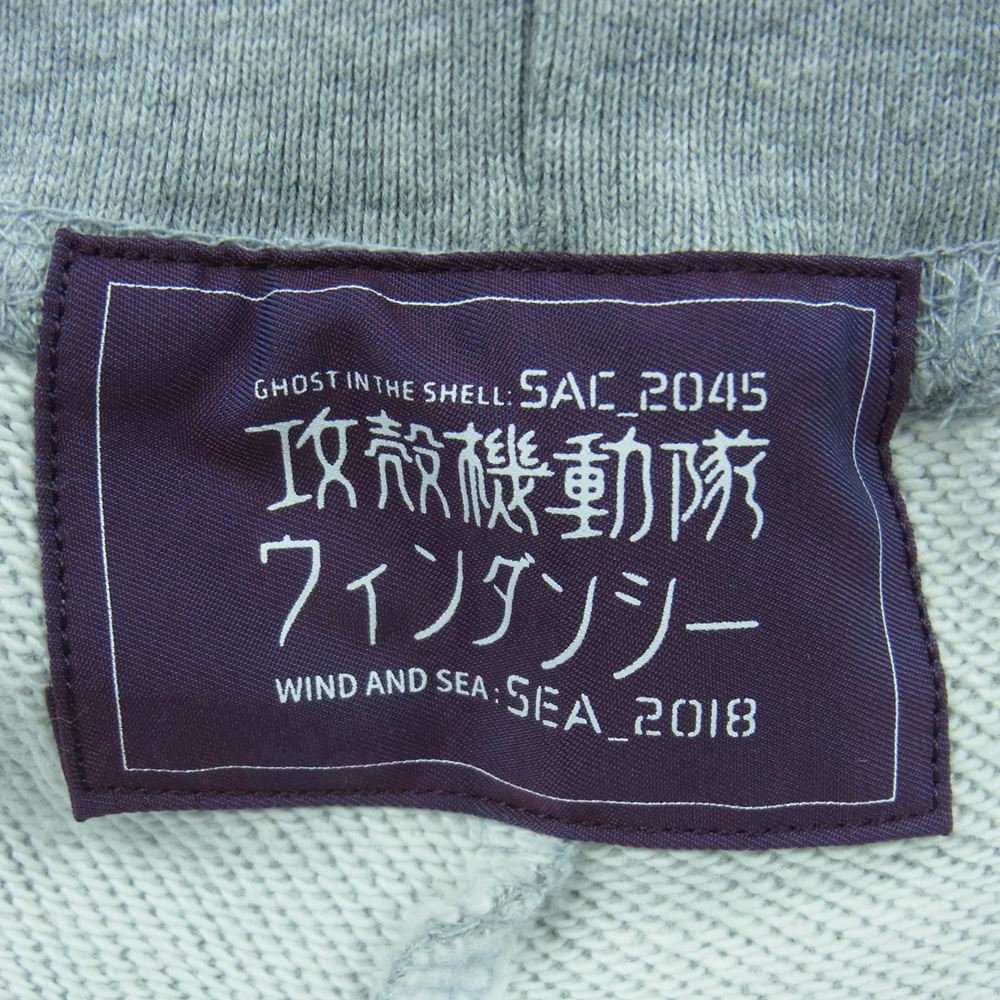 GHOST IN THE SHELL: SAC_2045
攻殻機動隊
ウィンダンシー
WIND AND SEA: SEA_2018